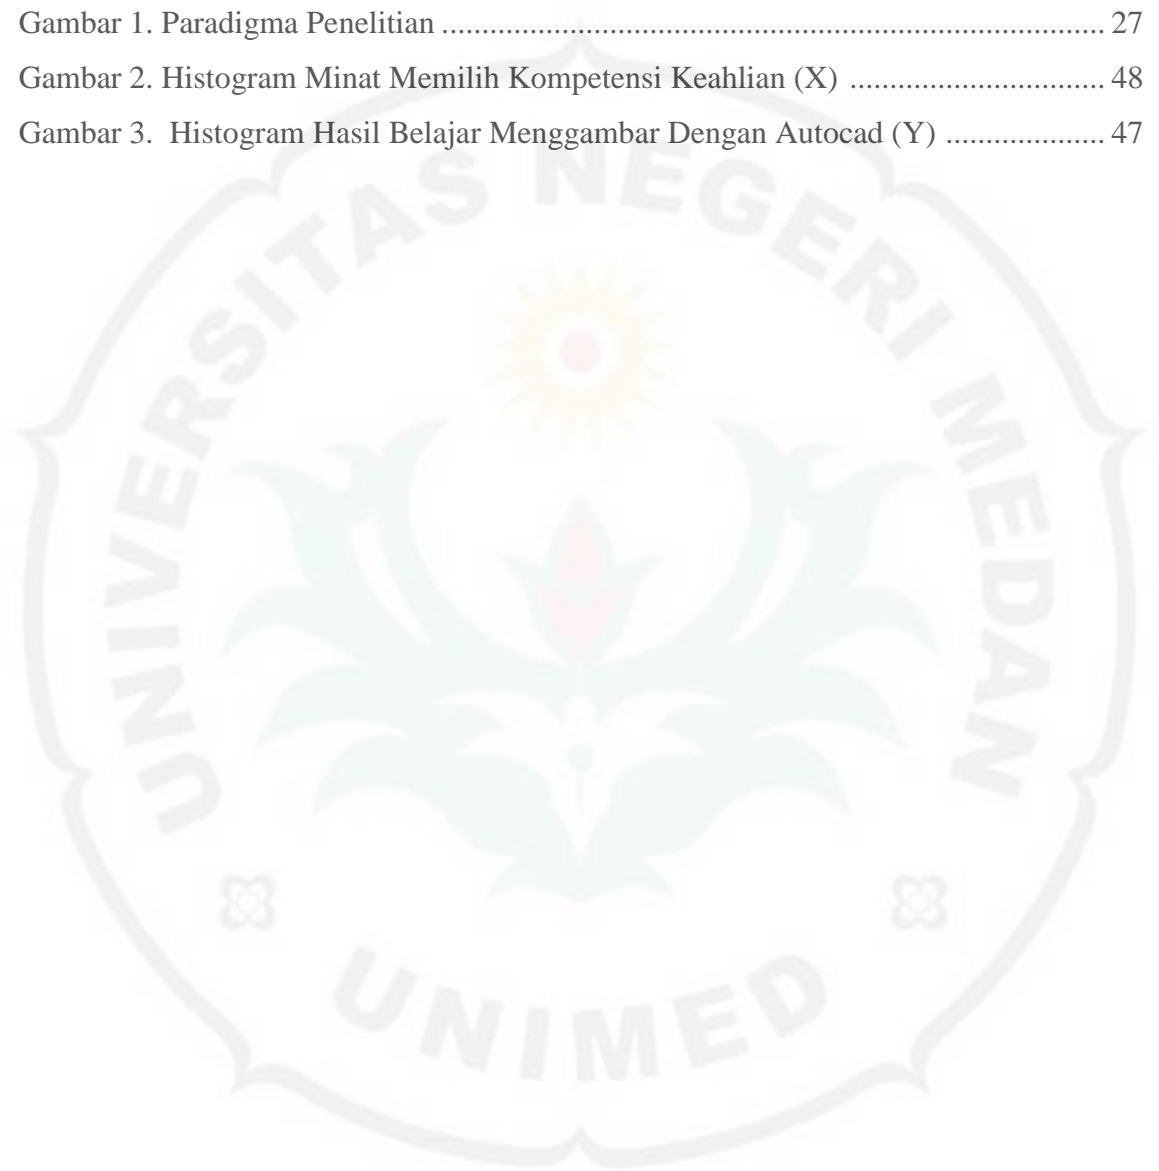 Gambar 1. Paradigma Penelitian ................................................................................... 27
Gambar 2. Histogram Minat Memilih Kompetensi Keahlian (X) ................................ 48
Gambar 3.  Histogram Hasil Belajar Menggambar Dengan Autocad (Y) .................... 47
UNIVERSITAS NEGERI MEDAN
UNIMED